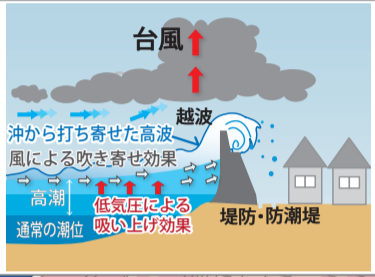 台風
越波
沖から打ち寄せた高波
風による吹き寄せ効果
高潮
低気圧による
吸い上げ効果
通常の潮位
堤防・防潮堤